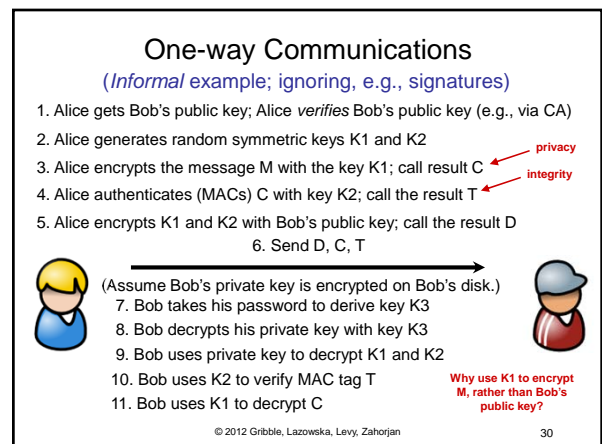 One-way Communications
(Informal example; ignoring, e.g., signatures)
1. Alice gets Bob's public key; Alice verifies Bob's public key (e.g., via CA)
2. Alice generates random symmetric keys K1 and K2
privacy
3. Alice encrypts the message M with the key K1; call result C
integrity
4. Alice authenticates (MACs) C with key K2; call the result T
5. Alice encrypts K1 and K2 with Bob's public key; call the result D
6. Send D, C, T
(Assume Bob's private key is encrypted on Bob's disk.)
7. Bob takes his password to derive key K3
8. Bob decrypts his private key with key K3
9. Bob uses private key to decrypt K1 and K2
10. Bob uses K2 to verify MAC tag T
11. Bob uses K1 to decrypt C
Why use K1 to encrypt
M, rather than Bob's
public key?
© 2012 Gribble, Lazowska, Levy, Zahorjan
30